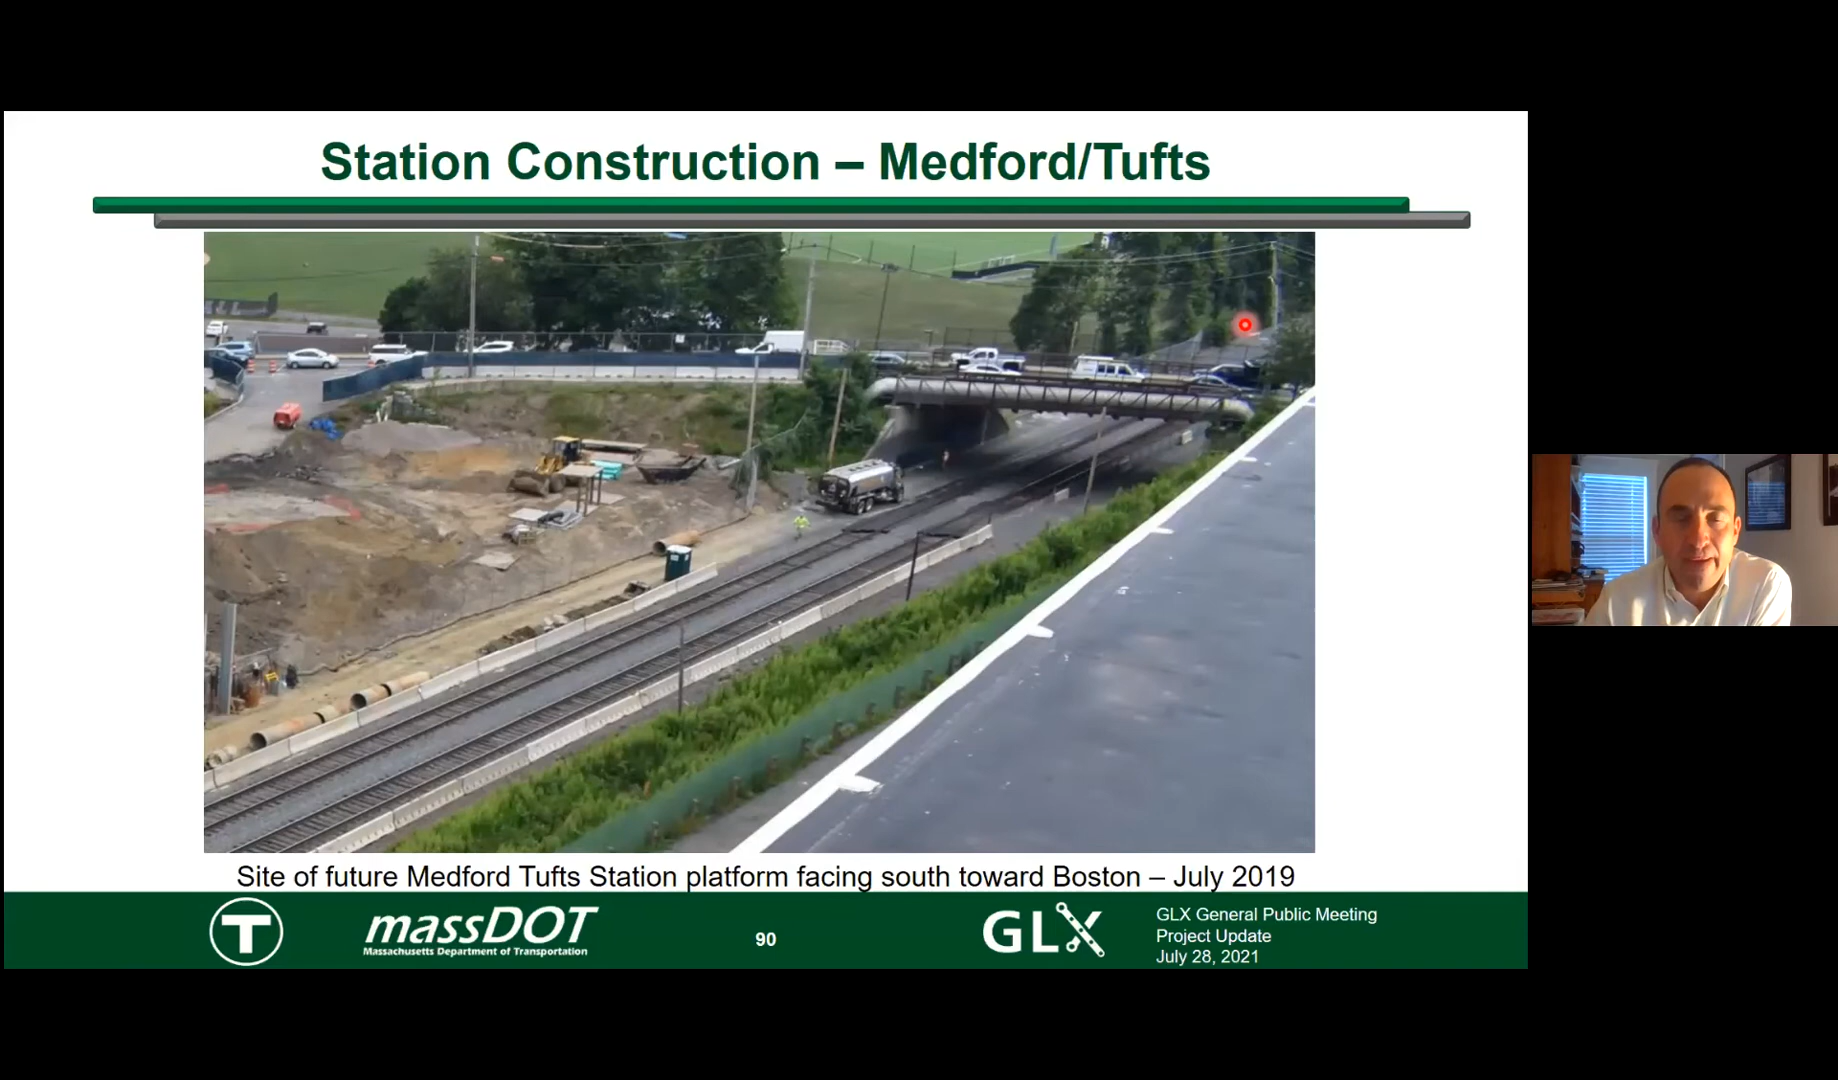 Station Construction – Medford/Tufts
Site of future Medford Tufts Station platform facing south toward Boston – July 2019
T
massDOT
Massachusetts Department of Transportation
90
GLX
GLX General Public Meeting
Project Update
July 28, 2021